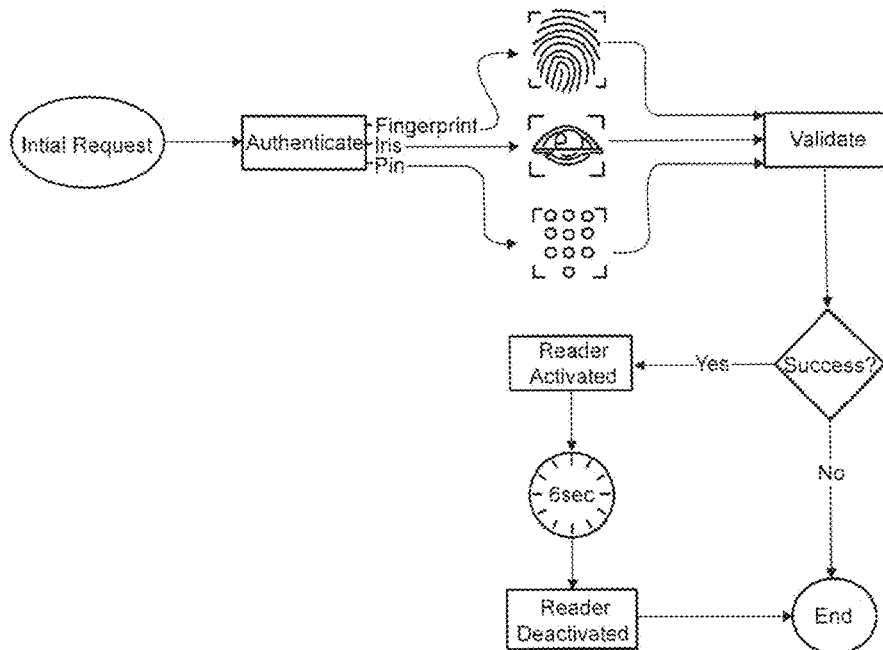 Intial Request
Authenticate
Fingerprint
Iris
Pin
Validate
Success?
Yes
Reader
Activated
6sec
No
Reader
Deactivated
End